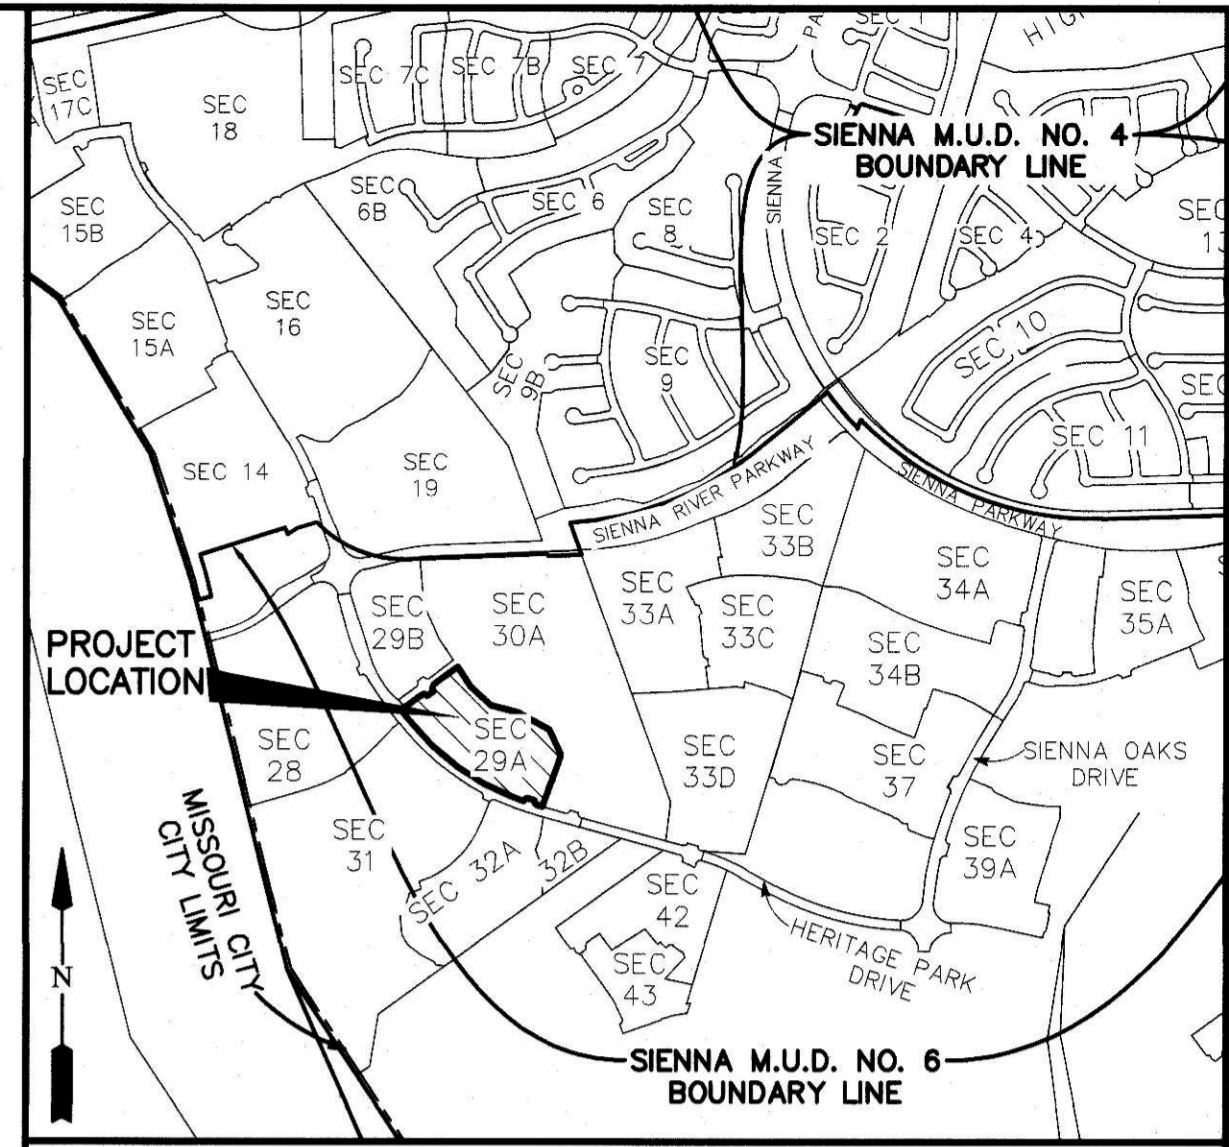 SEC 1
HIG
SEC 7C
SEC 7B
SEC 7
SEC
17C
SEC
18
SIENNA M.U.D. NO. 4
BOUNDARY LINE
SEC
15B
SEC
6B
SEC 6
SEC
8
SIENNA
SEC 2
SEC 4
SEC
SEC
15A
SEC
16
SEC
9B
SEC
9
SEC 10
SEC
SEC 11
SEC 14
SEC
19
SIENNA RIVER PARKWAY
SIENNA PARKWAY
SEC
33B
SEC
34A
SEC
35A
SEC
29B
SEC
30A
SEC
33A
SEC
33C
SEC
34B
PROJECT
LOCATION
SEC
29A
SEC
28
SEC
33D
SEC
37
SIENNA OAKS
DRIVE
MISSOURI CITY
CITY LIMITS
SEC
31
SEC 32A
32B
SEC
39A
SEC
42
SEC
43
HERITAGE PARK
DRIVE
N
SIENNA M.U.D. NO. 6
BOUNDARY LINE